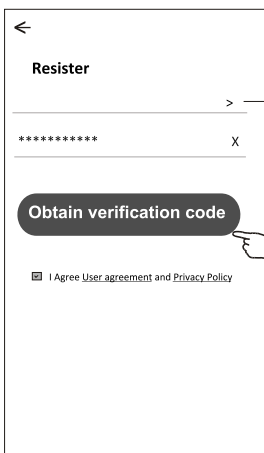 Resister
>
*********** X
Obtain verification code
I Agree User agreement and Privacy Policy